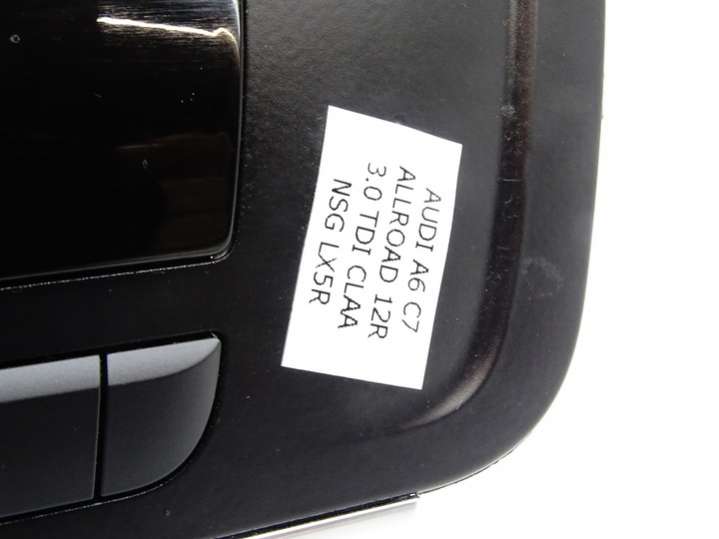 AUDI A6 C7
ALLROAD 12R
3.0 TDI CLAA
NSG LX5R